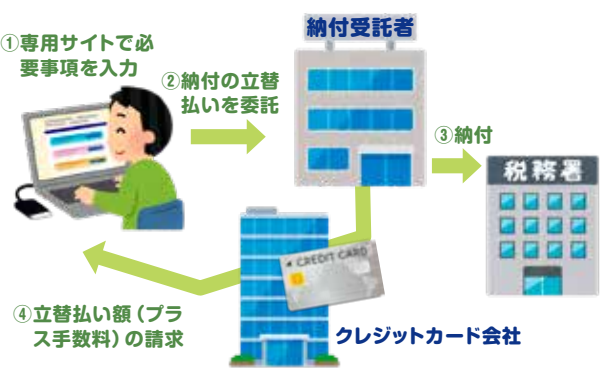 ①専用サイトで必
要事項を入力
②納付の立替
払いを委託
納付受託者
③納付
税務署
CREDIT CARD
④立替払い額（プラ
ス手数料）の請求
クレジットカード会社